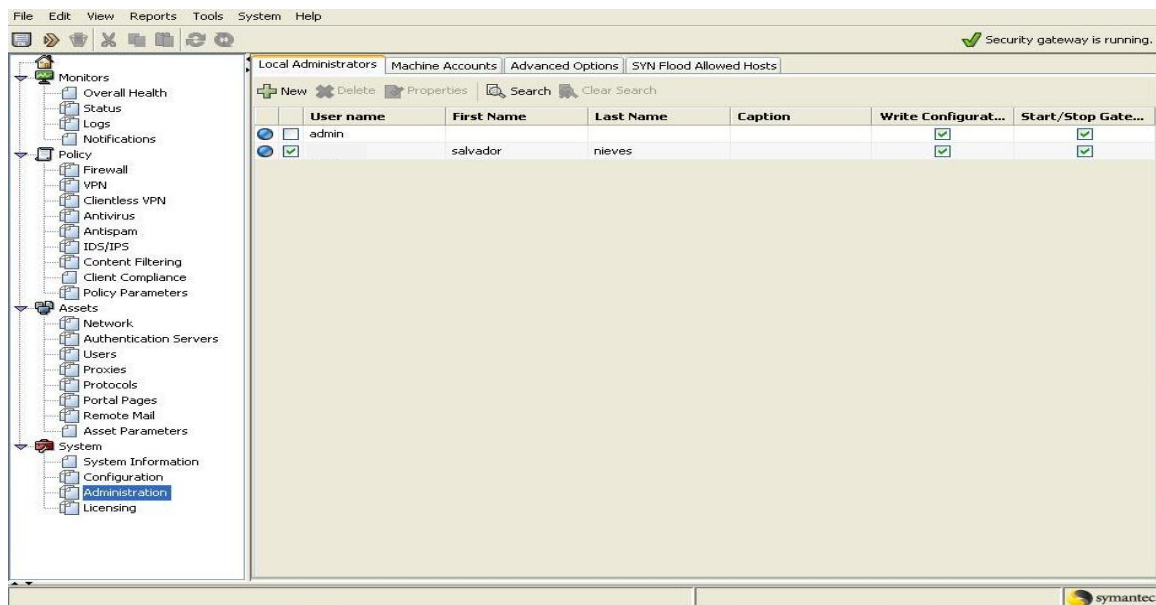 File Edit View Reports Tools System Help
Security gateway is running.
Monitors
Overall Health
Status
Logs
Notifications
Policy
Firewall
VPN
Clientless VPN
Antivirus
Antispam
IDS/IPS
Content Filtering
Client Compliance
Policy Parameters
Assets
Network
Authentication Servers
Users
Proxies
Protocols
Portal Pages
Remote Mail
Asset Parameters
System
System Information
Configuration
Administration
Licensing
Local Administrators Machine Accounts Advanced Options SYN Flood Allowed Hosts
New Delete Properties Search Clear Search
User name First Name Last Name Caption Write Configurat... Start/Stop Gate...
admin
salvador nieves
symantec